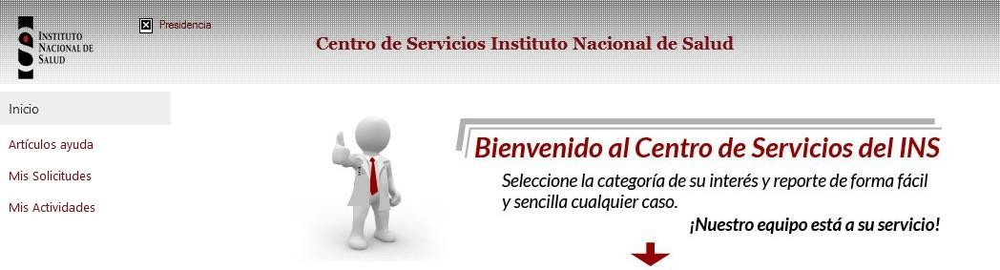 INSTITUTO
NACIONAL DE
SALUD
Presidencia
Centro de Servicios Instituto Nacional de Salud
Inicio
Artículos ayuda
Mis Solicitudes
Mis Actividades
Bienvenido al Centro de Servicios del INS
Seleccione la categoría de su interés y reporte de forma fácil
y sencilla cualquier caso.
¡Nuestro equipo está a su servicio!